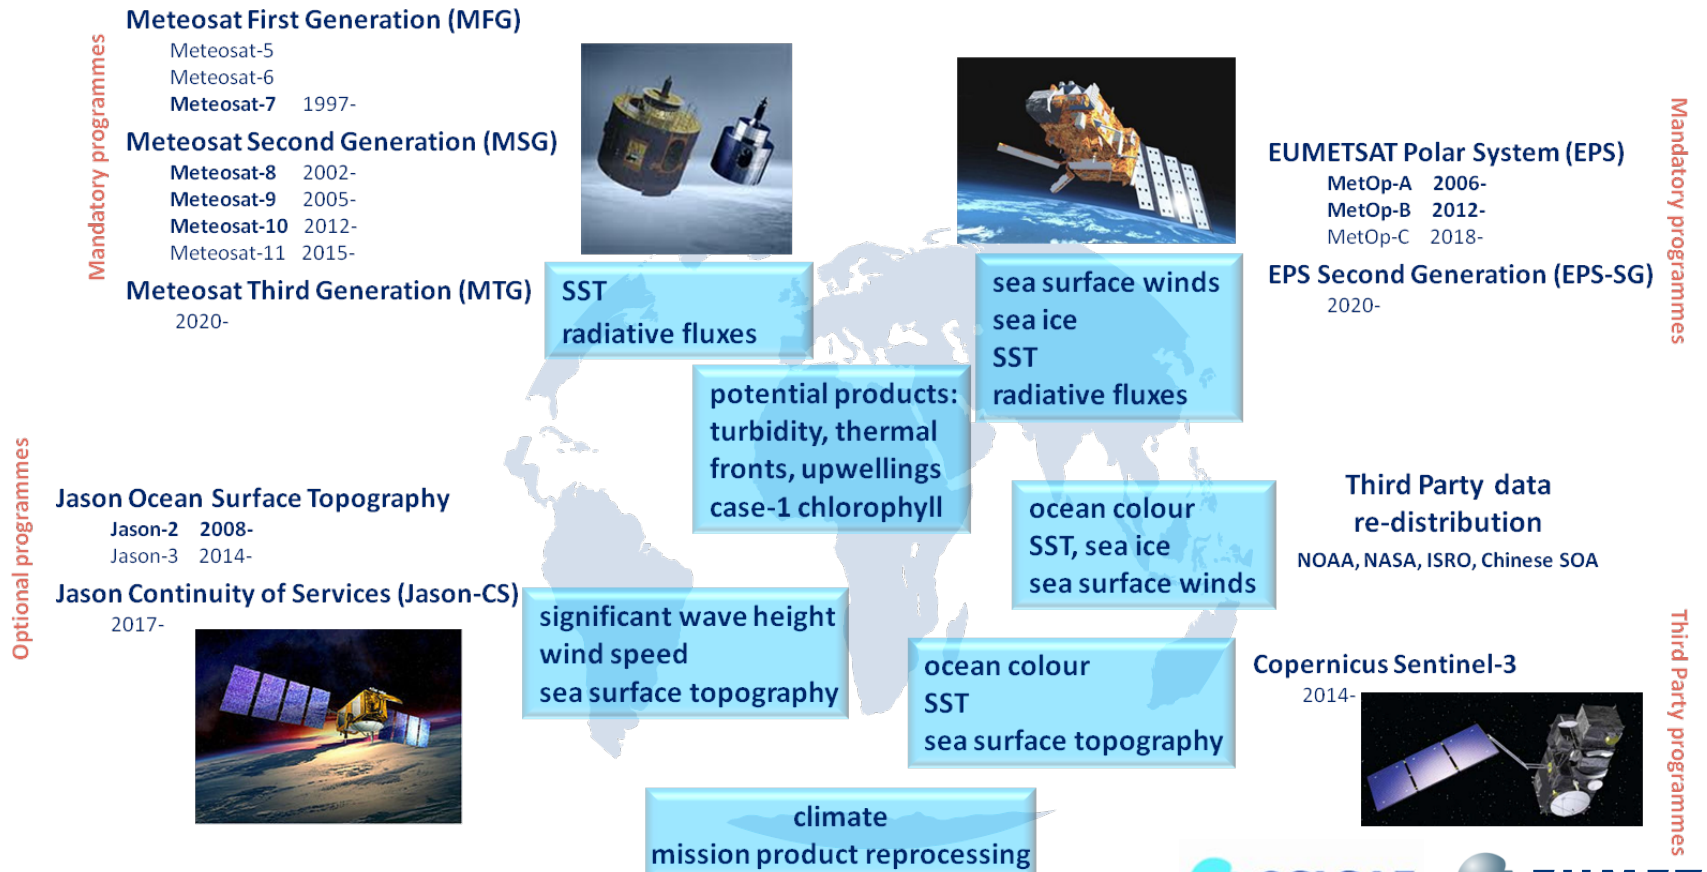 Meteosat First Generation (MFG)
Meteosat-5
Meteosat-6
Meteosat-7 1997-
Meteosat Second Generation (MSG)
Meteosat-8 2002-
Meteosat-9 2005-
Meteosat-10 2012-
Meteosat-11 2015-
Meteosat Third Generation (MTG)
2020-
Mandatory programmes
SST
radiative fluxes
EUMETSAT Polar System (EPS)
MetOp-A 2006-
MetOp-B 2012-
MetOp-C 2018-
EPS Second Generation (EPS-SG)
2020-
Mandatory programmes
sea surface winds
sea ice
SST
radiative fluxes
potential products:
turbidity, thermal
fronts, upwellings
case-1 chlorophyll
Optional programmes
Jason Ocean Surface Topography
Jason-2 2008-
Jason-3 2014-
Jason Continuity of Services (Jason-CS)
2017-
significant wave height
wind speed
sea surface topography
ocean colour
SST, sea ice
sea surface winds
Third Party data
re-distribution
NOAA, NASA, ISRO, Chinese SOA
ocean colour
SST
sea surface topography
Copernicus Sentinel-3
2014-
Third Party programmes
climate
mission product reprocessing